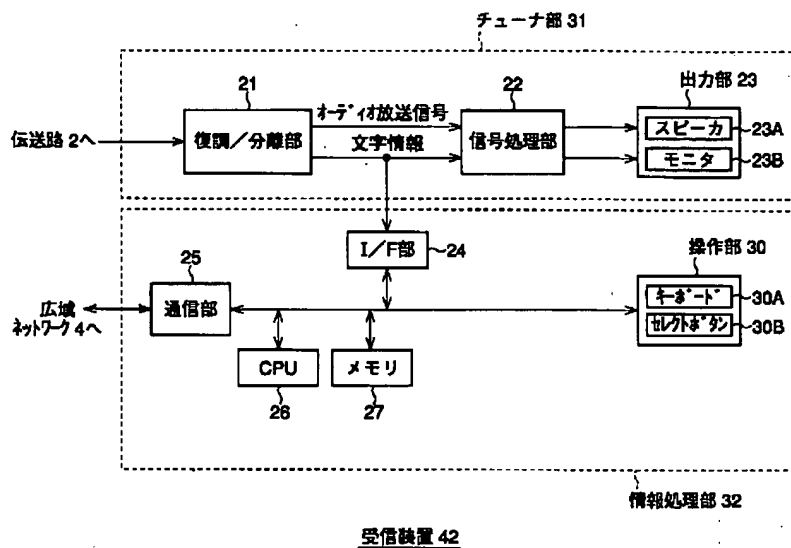 チューナ部 31
21
22
出力部 23
オーディオ放送信号
伝送路 2へ
復調／分離部
信号処理部
スピーカ
23A
文字情報
モニタ
23B
I／F部
24
25
操作部 30
広域
ネットワーク 4へ
通信部
キーボード
30A
セレクトボタン
30B
CPU
メモリ
26
27
情報処理部 32
受信装置 42